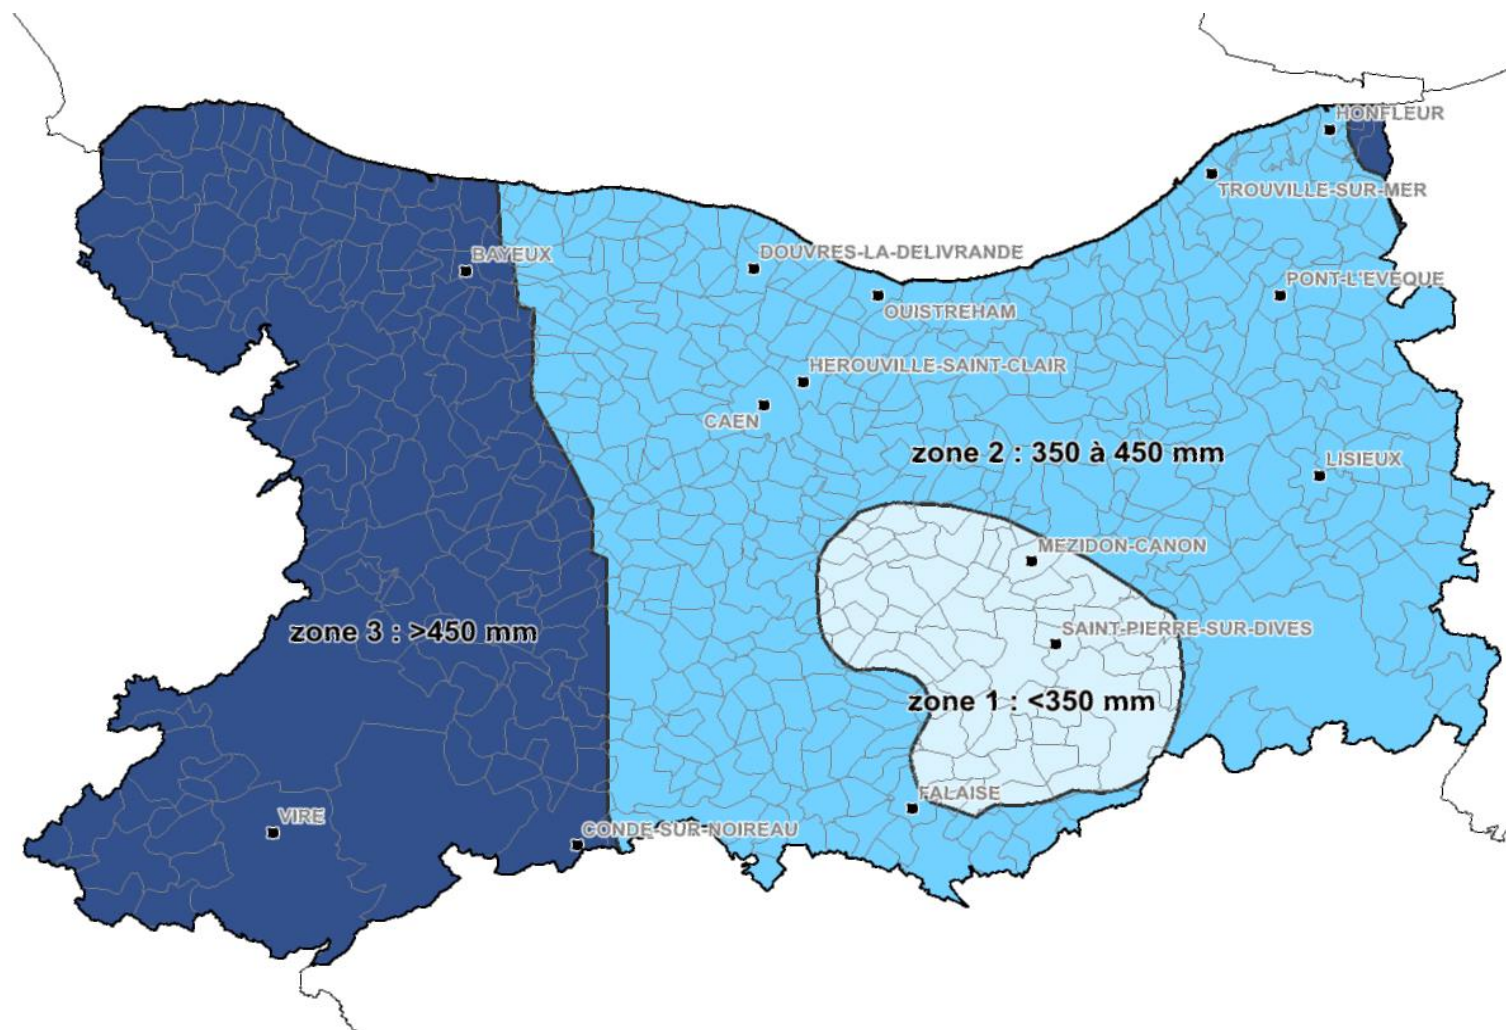 HONFLEUR
TROUVILLE-SUR-MER
BAYEUX
DOUVRES-LA-DELIVRANDE
PONT-L'EVEQUE
OUISTREHAM
HEROUVILLE-SAINT-CLAIR
CAEN
zone 2 : 350 à 450 mm
LISIEUX
MEZIDON-CANON
zone 3 : >450 mm
SAINT-PIERRE-SUR-DIVES
zone 1 : <350 mm
FALAISE
VIRE
CONDE-SUR-NOIREAU